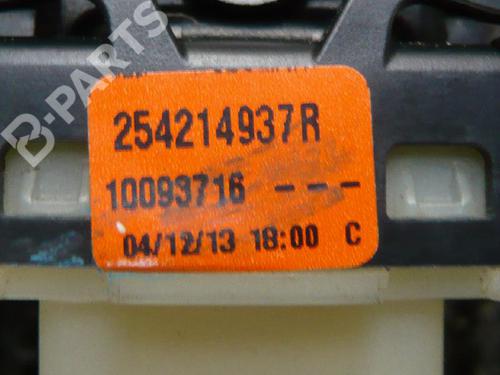 B-PARTS
254214937R
10093716 ---
04/12/13 18:00 C